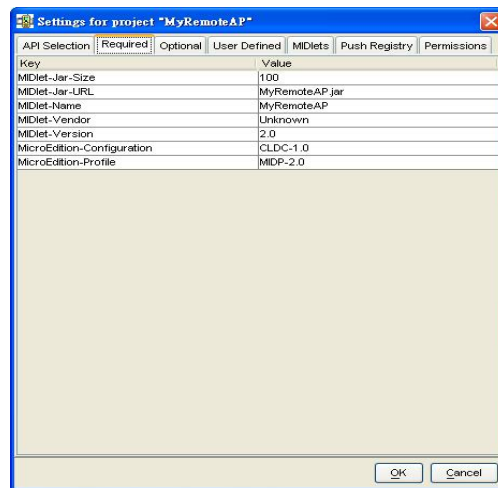 Settings for project "MyRemoteAP"
API Selection Required Optional User Defined MIDlets Push Registry Permissions
Key Value
MIDlet-Jar-Size 100
MIDlet-Jar-URL MyRemoteAP.jar
MIDlet-Name MyRemoteAP
MIDlet-Vendor Unknown
MIDlet-Version 2.0
MicroEdition-Configuration CLDC-1.0
MicroEdition-Profile MIDP-2.0
OK Cancel